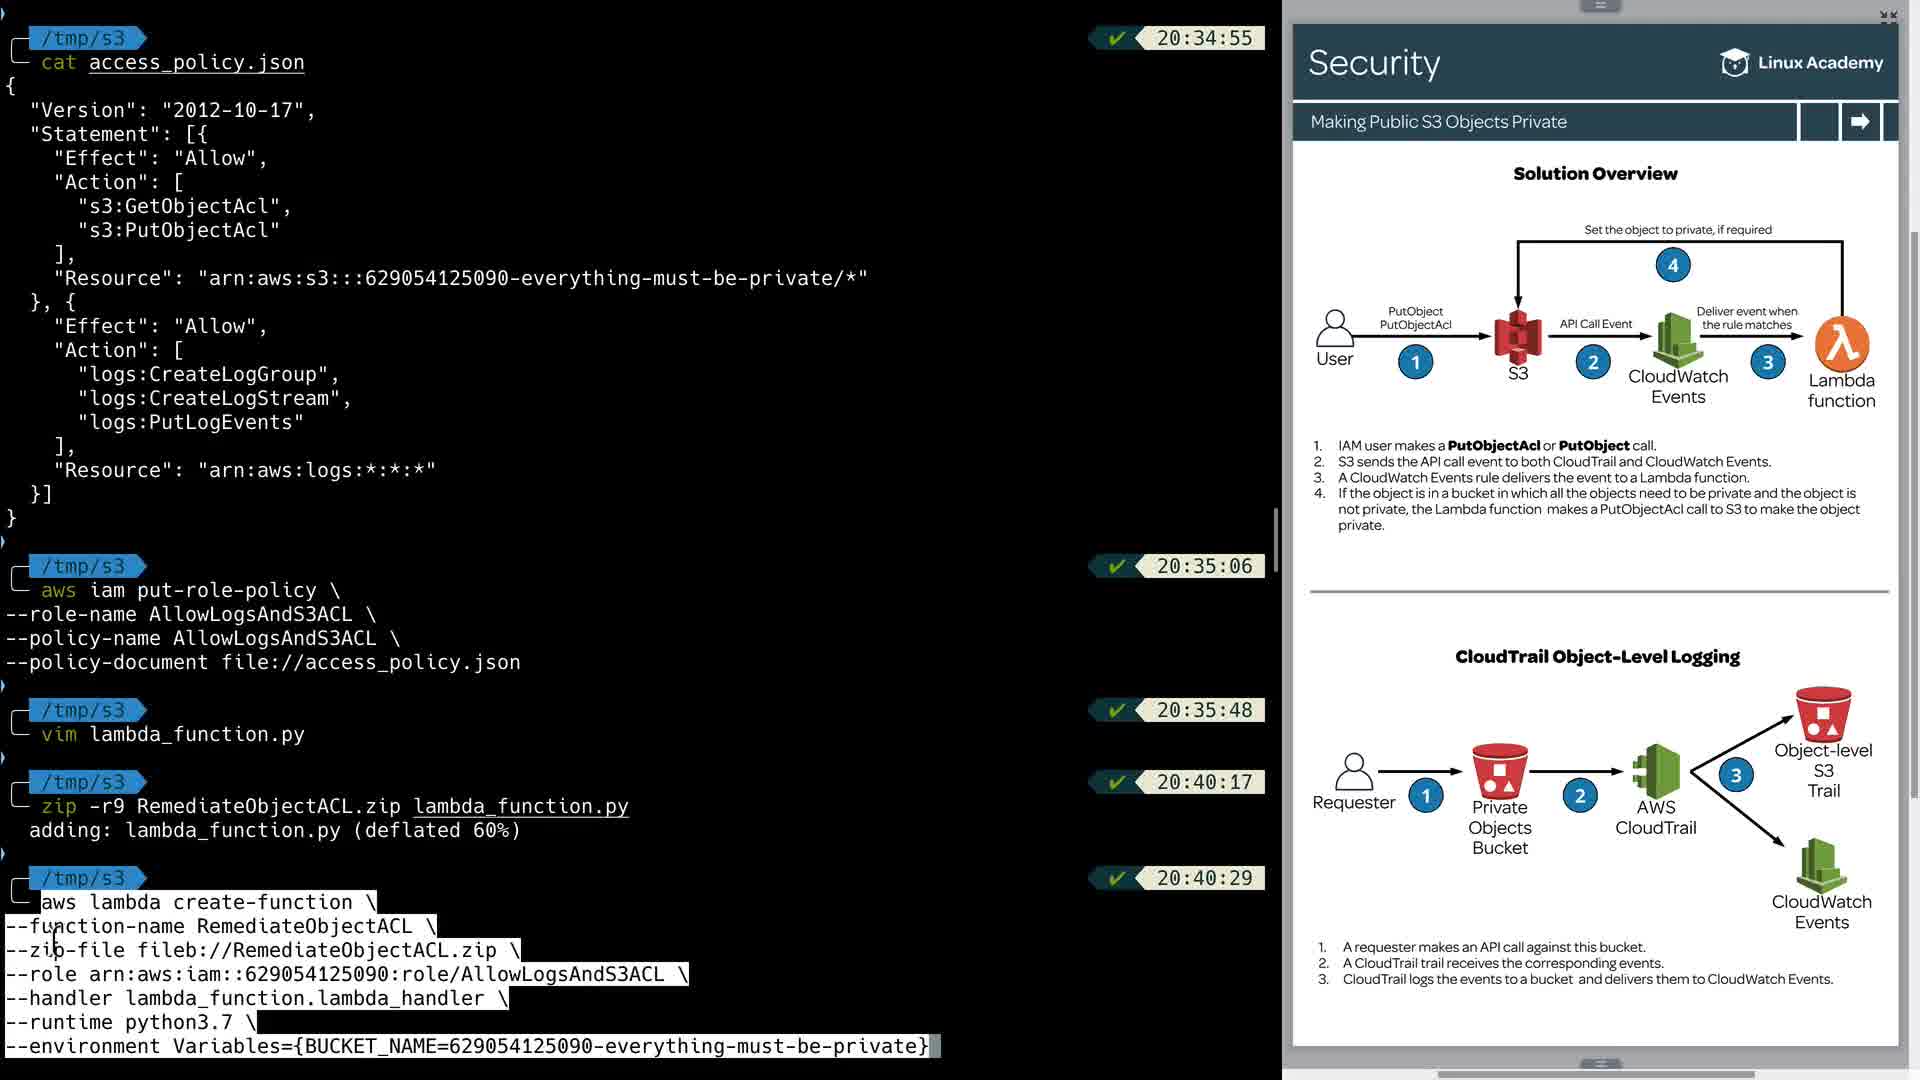 /tmp/s3 ✔ 20:34:55
cat access_policy.json
{
  "Version": "2012-10-17",
  "Statement": [{
    "Effect": "Allow",
    "Action": [
      "s3:GetObjectAcl",
      "s3:PutObjectAcl"
    ],
    "Resource": "arn:aws:s3:::629054125090-everything-must-be-private/*"
  }, {
    "Effect": "Allow",
    "Action": [
      "logs:CreateLogGroup",
      "logs:CreateLogStream",
      "logs:PutLogEvents"
    ],
    "Resource": "arn:aws:logs:*:*:*"
  }]
}
/tmp/s3 ✔ 20:35:06
aws iam put-role-policy \
--role-name AllowLogsAndS3ACL \
--policy-name AllowLogsAndS3ACL \
--policy-document file://access_policy.json
/tmp/s3 ✔ 20:35:48
vim lambda_function.py
/tmp/s3 ✔ 20:40:17
zip -r9 RemediateObjectACL.zip lambda_function.py
  adding: lambda_function.py (deflated 60%)
/tmp/s3 ✔ 20:40:29
aws lambda create-function \
--function-name RemediateObjectACL \
--zip-file fileb://RemediateObjectACL.zip \
--role arn:aws:iam::629054125090:role/AllowLogsAndS3ACL \
--handler lambda_function.lambda_handler \
--runtime python3.7 \
--environment Variables={BUCKET_NAME=629054125090-everything-must-be-private}
Security
Linux Academy
Making Public S3 Objects Private
Solution Overview
Set the object to private, if required
4
PutObject
PutObjectAcl
API Call Event
Deliver event when
the rule matches
1
2
3
User
S3
CloudWatch
Events
Lambda
function
1. IAM user makes a PutObjectAcl or PutObject call.
2. S3 sends the API call event to both CloudTrail and CloudWatch Events.
3. A CloudWatch Events rule delivers the event to a Lambda function.
4. If the object is in a bucket in which all the objects need to be private and the object is
not private, the Lambda function makes a PutObjectAcl call to S3 to make the object
private.
CloudTrail Object-Level Logging
Object-level
S3
Trail
3
1
2
Requester
Private
Objects
Bucket
AWS
CloudTrail
CloudWatch
Events
1. A requester makes an API call against this bucket.
2. A CloudTrail trail receives the corresponding events.
3. CloudTrail logs the events to a bucket and delivers them to CloudWatch Events.